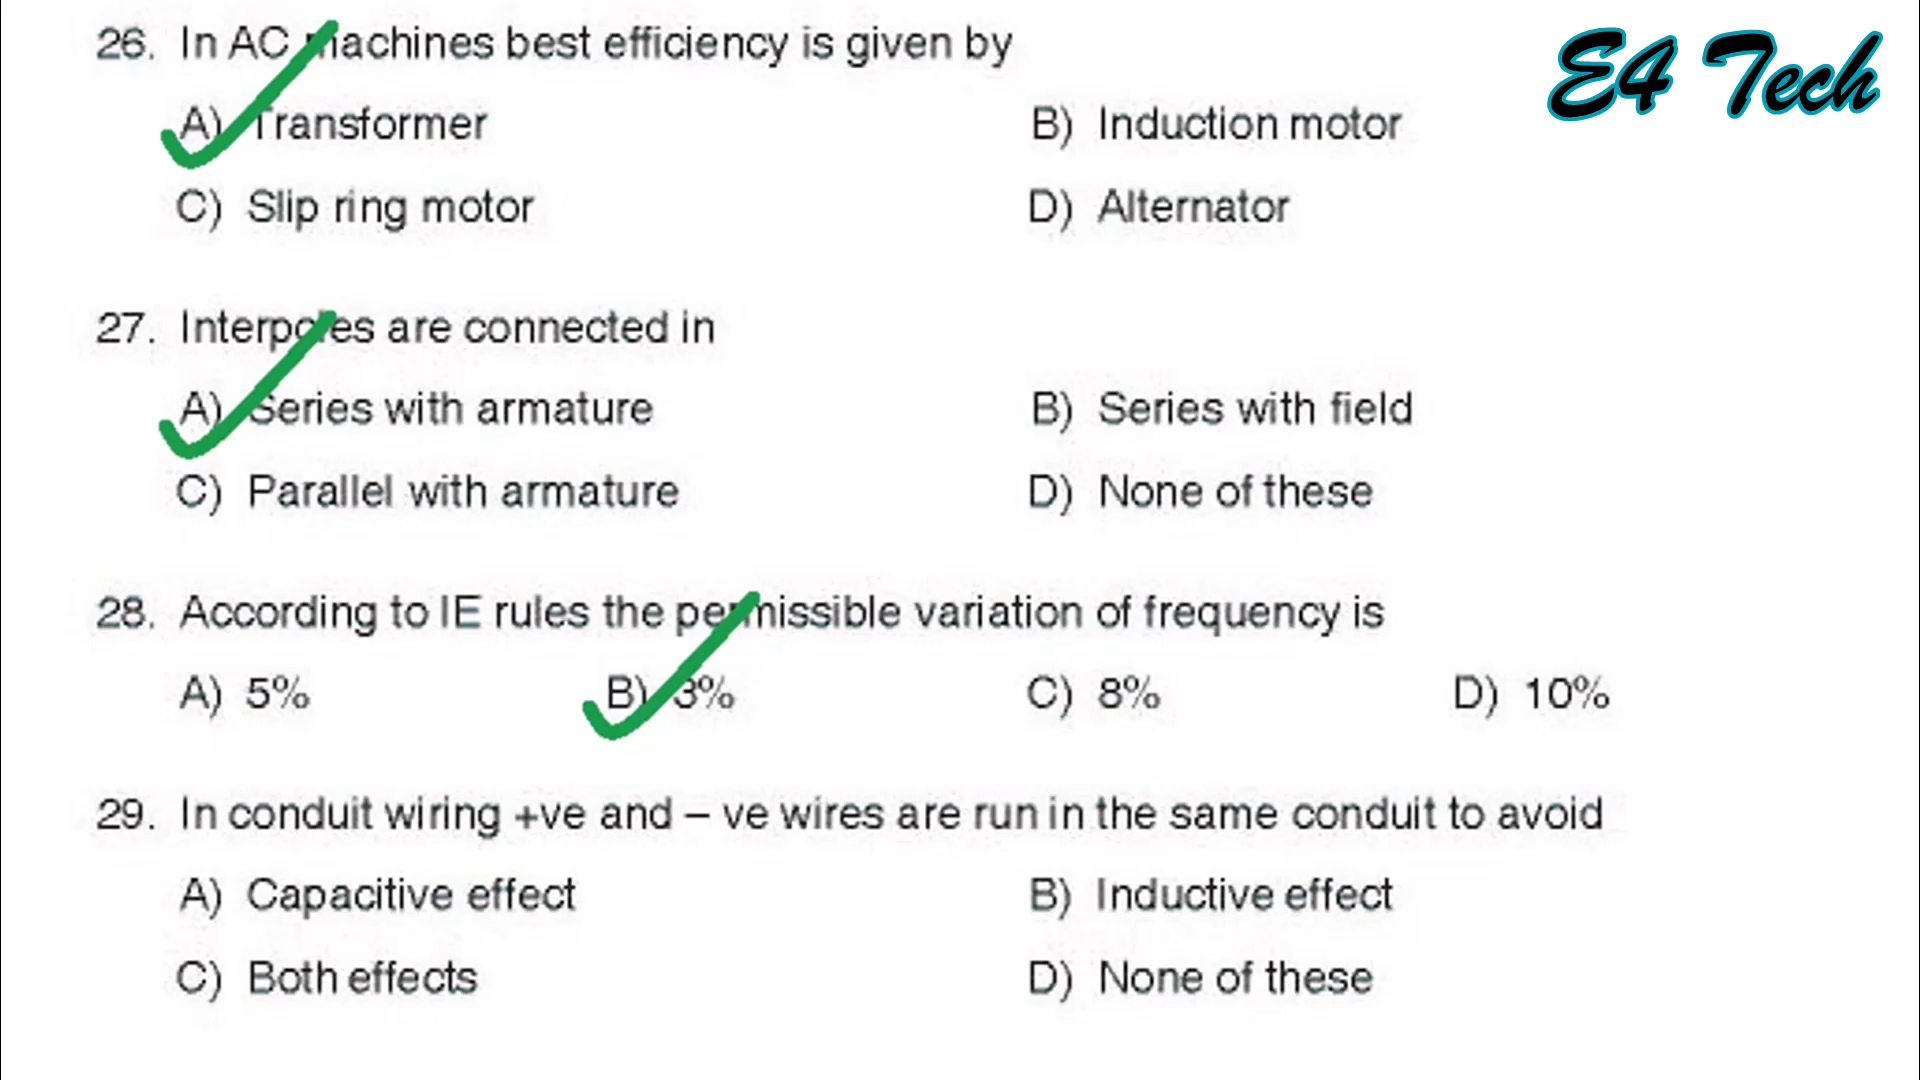 26. In AC machines best efficiency is given by
E4 Tech
A) Transformer
B) Induction motor
C) Slip ring motor
D) Alternator
27. Interpoles are connected in
A) Series with armature
B) Series with field
C) Parallel with armature
D) None of these
28. According to IE rules the permissible variation of frequency is
A) 5% B) 3% C) 8% D) 10%
29. In conduit wiring +ve and – ve wires are run in the same conduit to avoid
A) Capacitive effect
B) Inductive effect
C) Both effects
D) None of these